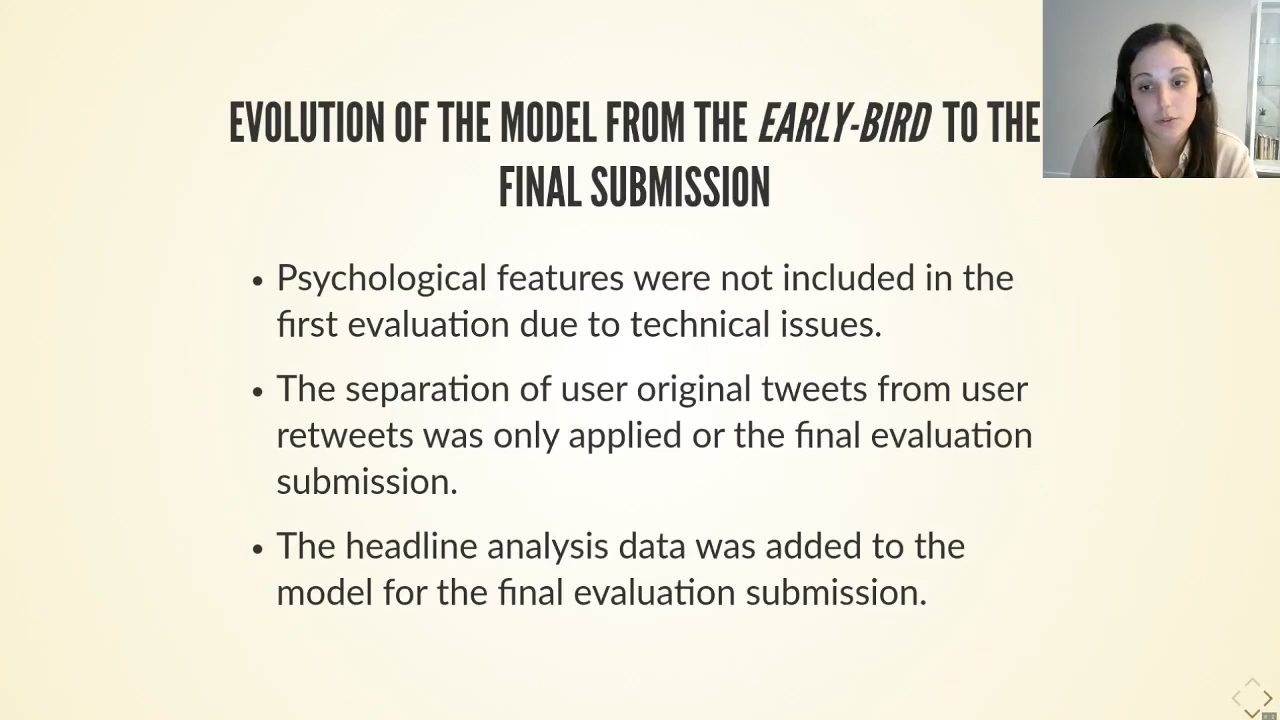 EVOLUTION OF THE MODEL FROM THE EARLY-BIRD TO THE
FINAL SUBMISSION
• Psychological features were not included in the
first evaluation due to technical issues.
• The separation of user original tweets from user
retweets was only applied or the final evaluation
submission.
• The headline analysis data was added to the
model for the final evaluation submission.